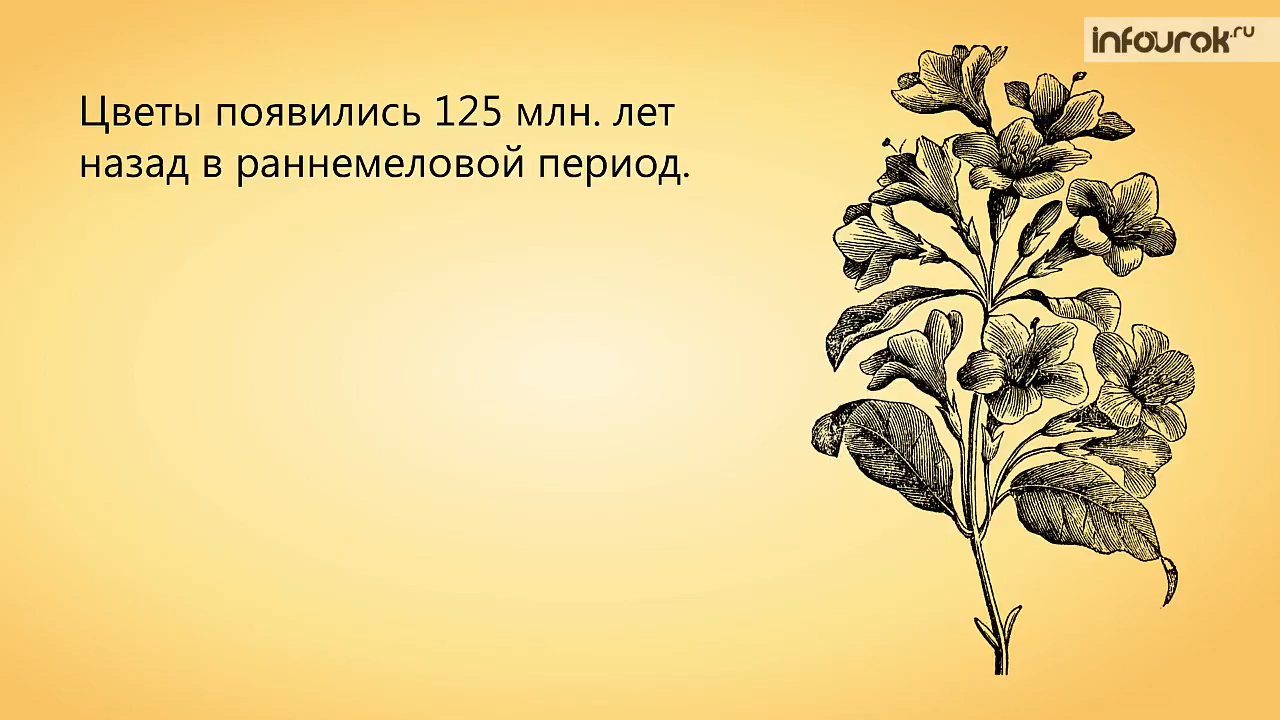 infourok.ru
Цветы появились 125 млн. лет
назад в раннемеловой период.